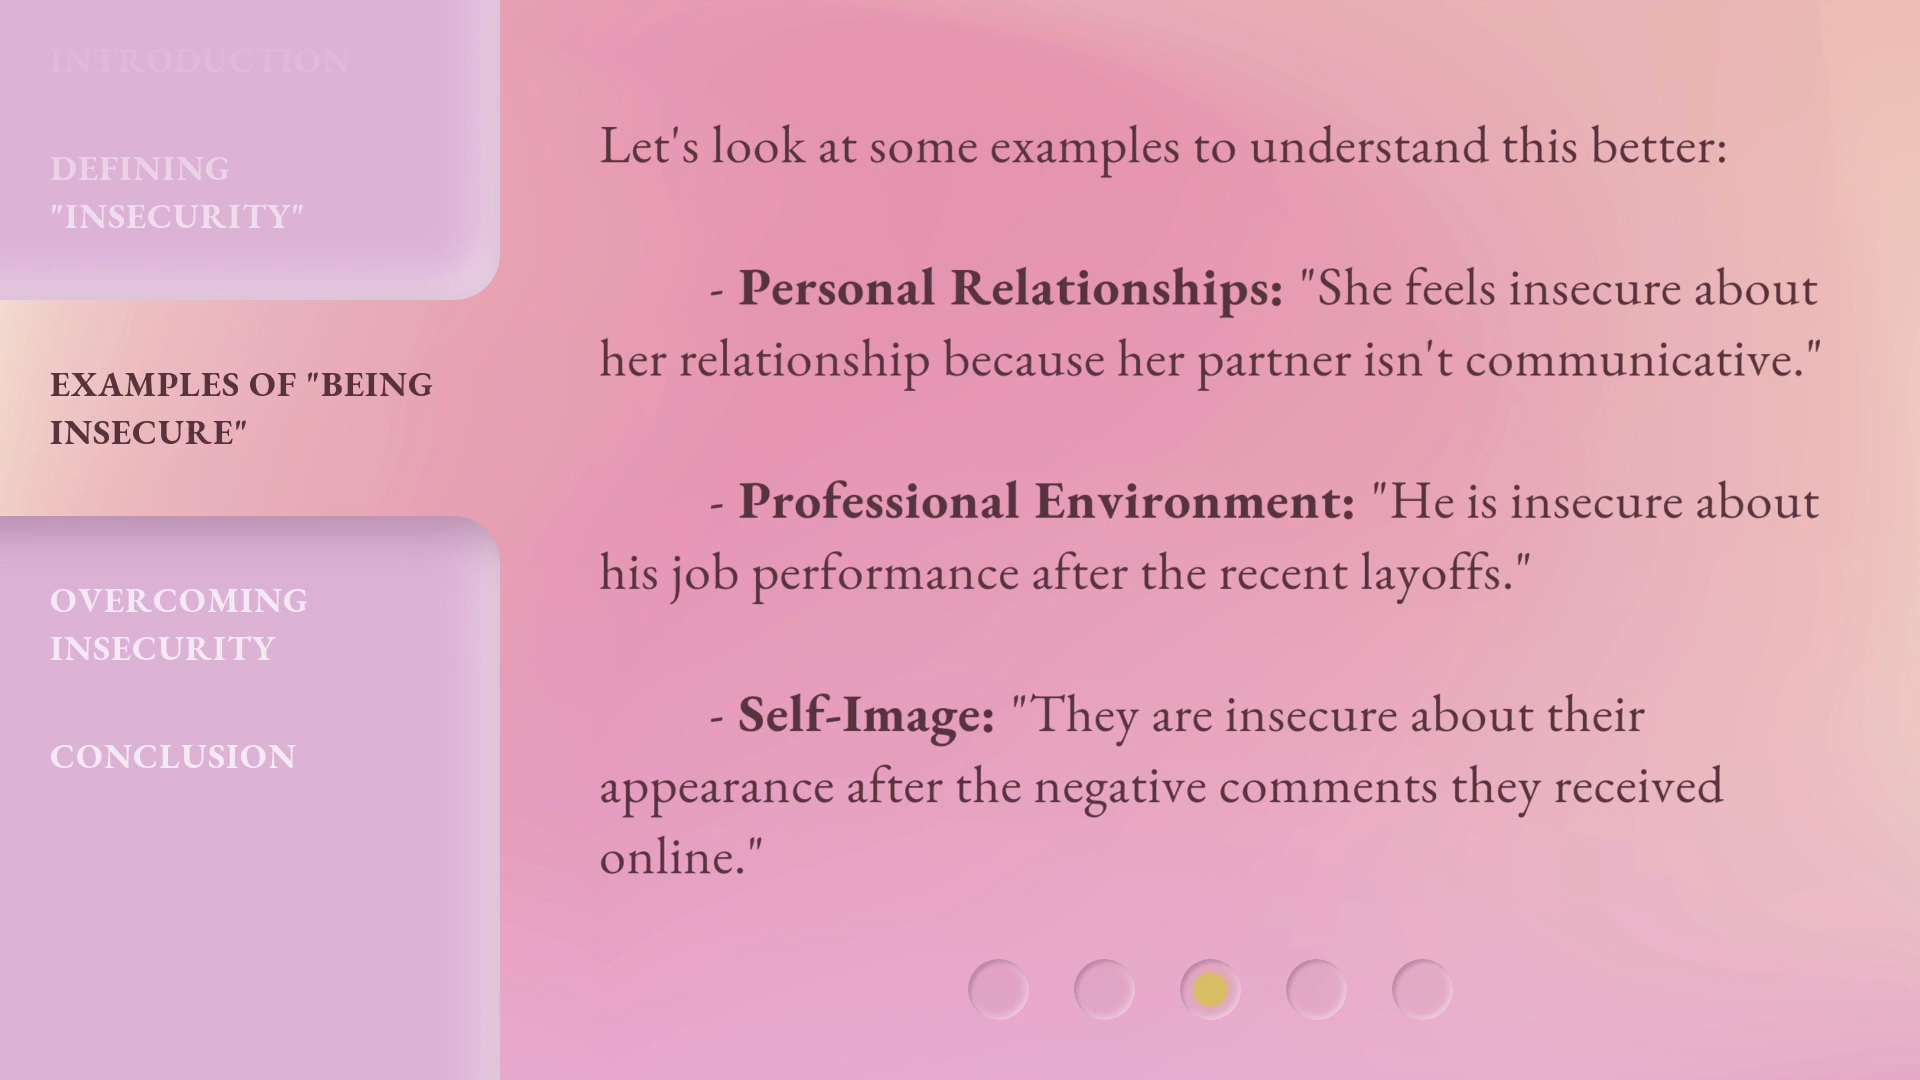 INTRODUCTION
DEFINING
"INSECURITY"
EXAMPLES OF "BEING
INSECURE"
OVERCOMING
INSECURITY
CONCLUSION
Let's look at some examples to understand this better:
- Personal Relationships: "She feels insecure about
her relationship because her partner isn't communicative."
- Professional Environment: "He is insecure about
his job performance after the recent layoffs."
- Self-Image: "They are insecure about their
appearance after the negative comments they received
online."